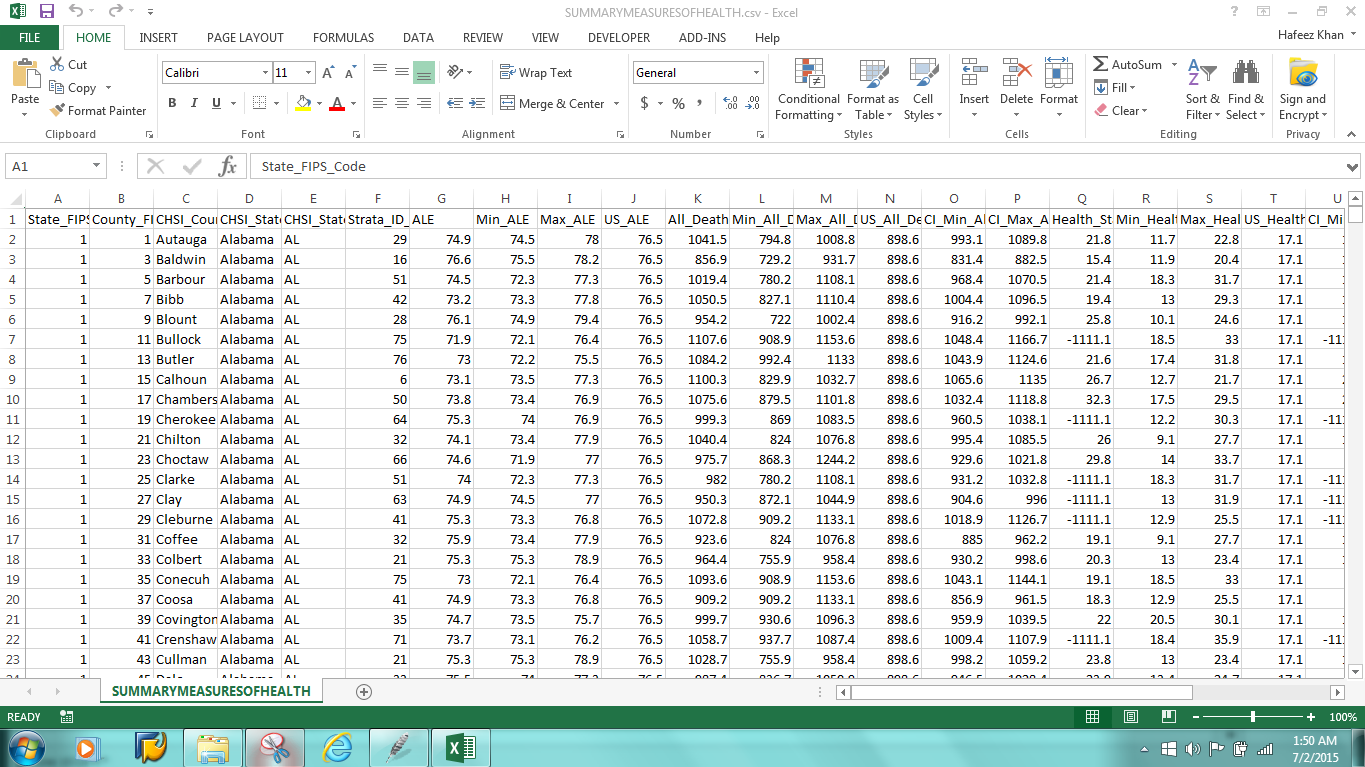 SUMMARYMEASURESOFHEALTH.csv - Excel
FILE HOME INSERT PAGE LAYOUT FORMULAS DATA REVIEW VIEW DEVELOPER ADD-INS Help Hafeez Khan
Paste Cut Copy Format Painter
Calibri 11
B I U
Wrap Text
Merge & Center
General
$ % ,
Conditional Formatting Format as Table Cell Styles
Insert Delete Format
AutoSum Fill Clear
Sort & Filter Find & Select
Sign and Encrypt
Clipboard Font Alignment Number Styles Cells Editing Privacy
A1 fx State_FIPS_Code
A B C D E F G H I J K L M N O P Q R S T U
1 State_FIPS County_FI CHSI_Cou CHSI_State CHSI_State Strata_ID_ ALE Min_ALE Max_ALE US_ALE All_Death Min_All_D Max_All_D US_All_De CI_Min_Al CI_Max_A Health_St Min_Healt Max_Heal US_Health CI_Mi
2 1 1 Autauga Alabama AL 29 74.9 74.5 78 76.5 1041.5 794.8 1008.8 898.6 993.1 1089.8 21.8 11.7 22.8 17.1
3 1 3 Baldwin Alabama AL 16 76.6 75.5 78.2 76.5 856.9 729.2 931.7 898.6 831.4 882.5 15.4 11.9 20.4 17.1
4 1 5 Barbour Alabama AL 51 74.5 72.3 77.3 76.5 1019.4 780.2 1108.1 898.6 968.4 1070.5 21.4 18.3 31.7 17.1
5 1 7 Bibb Alabama AL 42 73.2 73.3 77.8 76.5 1050.5 827.1 1110.4 898.6 1004.4 1096.5 19.4 13 29.3 17.1
6 1 9 Blount Alabama AL 28 76.1 74.9 79.4 76.5 954.2 722 1002.4 898.6 916.2 992.1 25.8 10.1 24.6 17.1
7 1 11 Bullock Alabama AL 75 71.9 72.1 76.4 76.5 1107.6 908.9 1153.6 898.6 1048.4 1166.7 -1111.1 18.5 33 17.1 -111
8 1 13 Butler Alabama AL 76 73 72.2 75.5 76.5 1084.2 992.4 1133 898.6 1043.9 1124.6 21.6 17.4 31.8 17.1
9 1 15 Calhoun Alabama AL 6 73.1 73.5 77.3 76.5 1100.3 829.9 1032.7 898.6 1065.6 1135 26.7 12.7 21.7 17.1
10 1 17 Chambers Alabama AL 50 73.8 73.4 76.9 76.5 1075.6 879.5 1101.8 898.6 1032.4 1118.8 32.3 17.5 29.5 17.1
11 1 19 Cherokee Alabama AL 64 75.3 74 76.9 76.5 999.3 869 1083.5 898.6 960.5 1038.1 -1111.1 12.2 30.3 17.1 -111
12 1 21 Chilton Alabama AL 32 74.1 73.4 77.9 76.5 1040.4 824 1076.8 898.6 995.4 1085.5 26 9.1 27.7 17.1
13 1 23 Choctaw Alabama AL 66 74.6 71.9 77 76.5 975.7 868.3 1244.2 898.6 929.6 1021.8 29.8 14 33.7 17.1
14 1 25 Clarke Alabama AL 51 74 72.3 77.3 76.5 982 780.2 1108.1 898.6 931.2 1032.8 -1111.1 18.3 31.7 17.1 -111
15 1 27 Clay Alabama AL 63 74.9 74.5 77 76.5 950.3 872.1 1044.9 898.6 904.6 996 -1111.1 13 31.9 17.1 -111
16 1 29 Cleburne Alabama AL 41 75.3 73.3 76.8 76.5 1072.8 909.2 1133.1 898.6 1018.9 1126.7 -1111.1 12.9 25.5 17.1 -111
17 1 31 Coffee Alabama AL 32 75.9 73.4 77.9 76.5 923.6 824 1076.8 898.6 885 962.2 19.1 9.1 27.7 17.1
18 1 33 Colbert Alabama AL 21 75.3 75.3 78.9 76.5 964.4 755.9 958.4 898.6 930.2 998.6 20.3 13 23.4 17.1
19 1 35 Conecuh Alabama AL 75 73 72.1 76.4 76.5 1093.6 908.9 1153.6 898.6 1043.1 1144.1 19.1 18.5 33 17.1
20 1 37 Coosa Alabama AL 41 74.9 73.3 76.8 76.5 909.2 909.2 1133.1 898.6 856.9 961.5 18.3 12.9 25.5 17.1
21 1 39 Covington Alabama AL 35 74.7 73.5 75.7 76.5 999.7 930.6 1096.3 898.6 959.9 1039.5 22 20.5 30.1 17.1
22 1 41 Crenshaw Alabama AL 71 73.7 73.1 76.2 76.5 1058.7 937.7 1087.4 898.6 1009.4 1107.9 -1111.1 18.4 35.9 17.1 -111
23 1 43 Cullman Alabama AL 21 75.3 75.3 78.9 76.5 1028.7 755.9 958.4 898.6 998.2 1059.2 23.8 13 23.4 17.1
SUMMARYMEASURESOFHEALTH
READY 100%
1:50 AM
7/2/2015